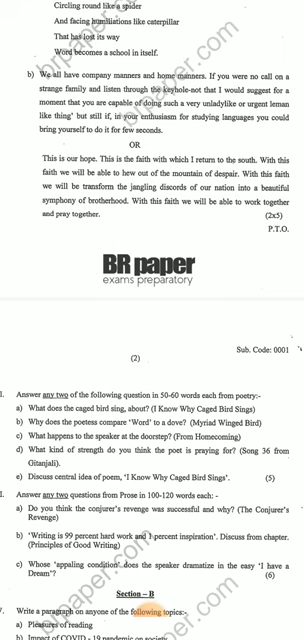 Circling round like a spider
And facing humiliations like caterpillar
That has lost its way
Word becomes a school in itself.
b) We all have company manners and home manners. If you were no call on a
strange family and listen through the keyhole-not that I would suggest for a
moment that you are capable of doing such a very unladylike or urgent leman
like thing' but still if, in your enthusiasm for studying languages you could
bring yourself to do it for few seconds.
OR
This is our hope. This is the faith with which I return to the south. With this
faith we will be able to hew out of the mountain of despair. With this faith
we will be transform the jangling discords of our nation into a beautiful
symphony of brotherhood. With this faith we will be able to work together
and pray together. (2x5)
P.T.O.
BR paper
exams preparatory
Sub. Code: 0001
(2)
I. Answer any two of the following question in 50-60 words each from poetry:-
a) What does the caged bird sing, about? (I Know Why Caged Bird Sings)
b) Why does the poetess compare 'Word' to a dove? (Myriad Winged Bird)
c) What happens to the speaker at the doorstep? (From Homecoming)
d) What kind of strength do you think the poet is praying for? (Song 36 from
Gitanjali).
e) Discuss central idea of poem, 'I Know Why Caged Bird Sings'. (5)
I. Answer any two questions from Prose in 100-120 words each: -
a) Do you think the conjurer's revenge was successful and why? (The Conjurer's
Revenge)
b) 'Writing is 99 percent hard work and 1 percent inspiration'. Discuss from chapter.
(Principles of Good Writing)
c) Whose 'appaling condition' does the speaker dramatize in the easy 'I have a
Dream'? (6)
Section – B
7. Write a paragraph on anyone of the following topics:-
a) Pleasures of reading
b) Impact of COVID - 19 pandemic on society
brpaper.com